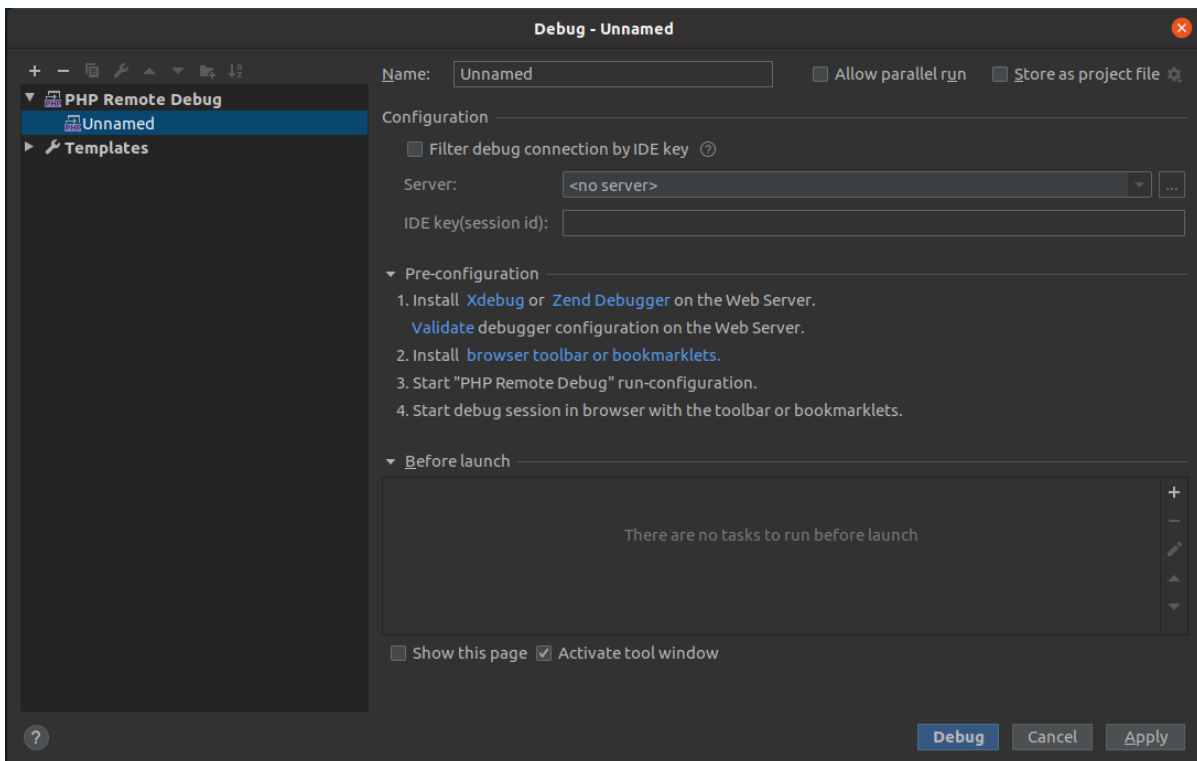 Debug - Unnamed
Name: Unnamed Allow parallel run Store as project file
PHP Remote Debug
Unnamed
Templates
Configuration
Filter debug connection by IDE key ?
Server: <no server> ...
IDE key(session id):
Pre-configuration
1. Install Xdebug or Zend Debugger on the Web Server.
Validate debugger configuration on the Web Server.
2. Install browser toolbar or bookmarklets.
3. Start "PHP Remote Debug" run-configuration.
4. Start debug session in browser with the toolbar or bookmarklets.
Before launch
There are no tasks to run before launch
Show this page Activate tool window
? Debug Cancel Apply